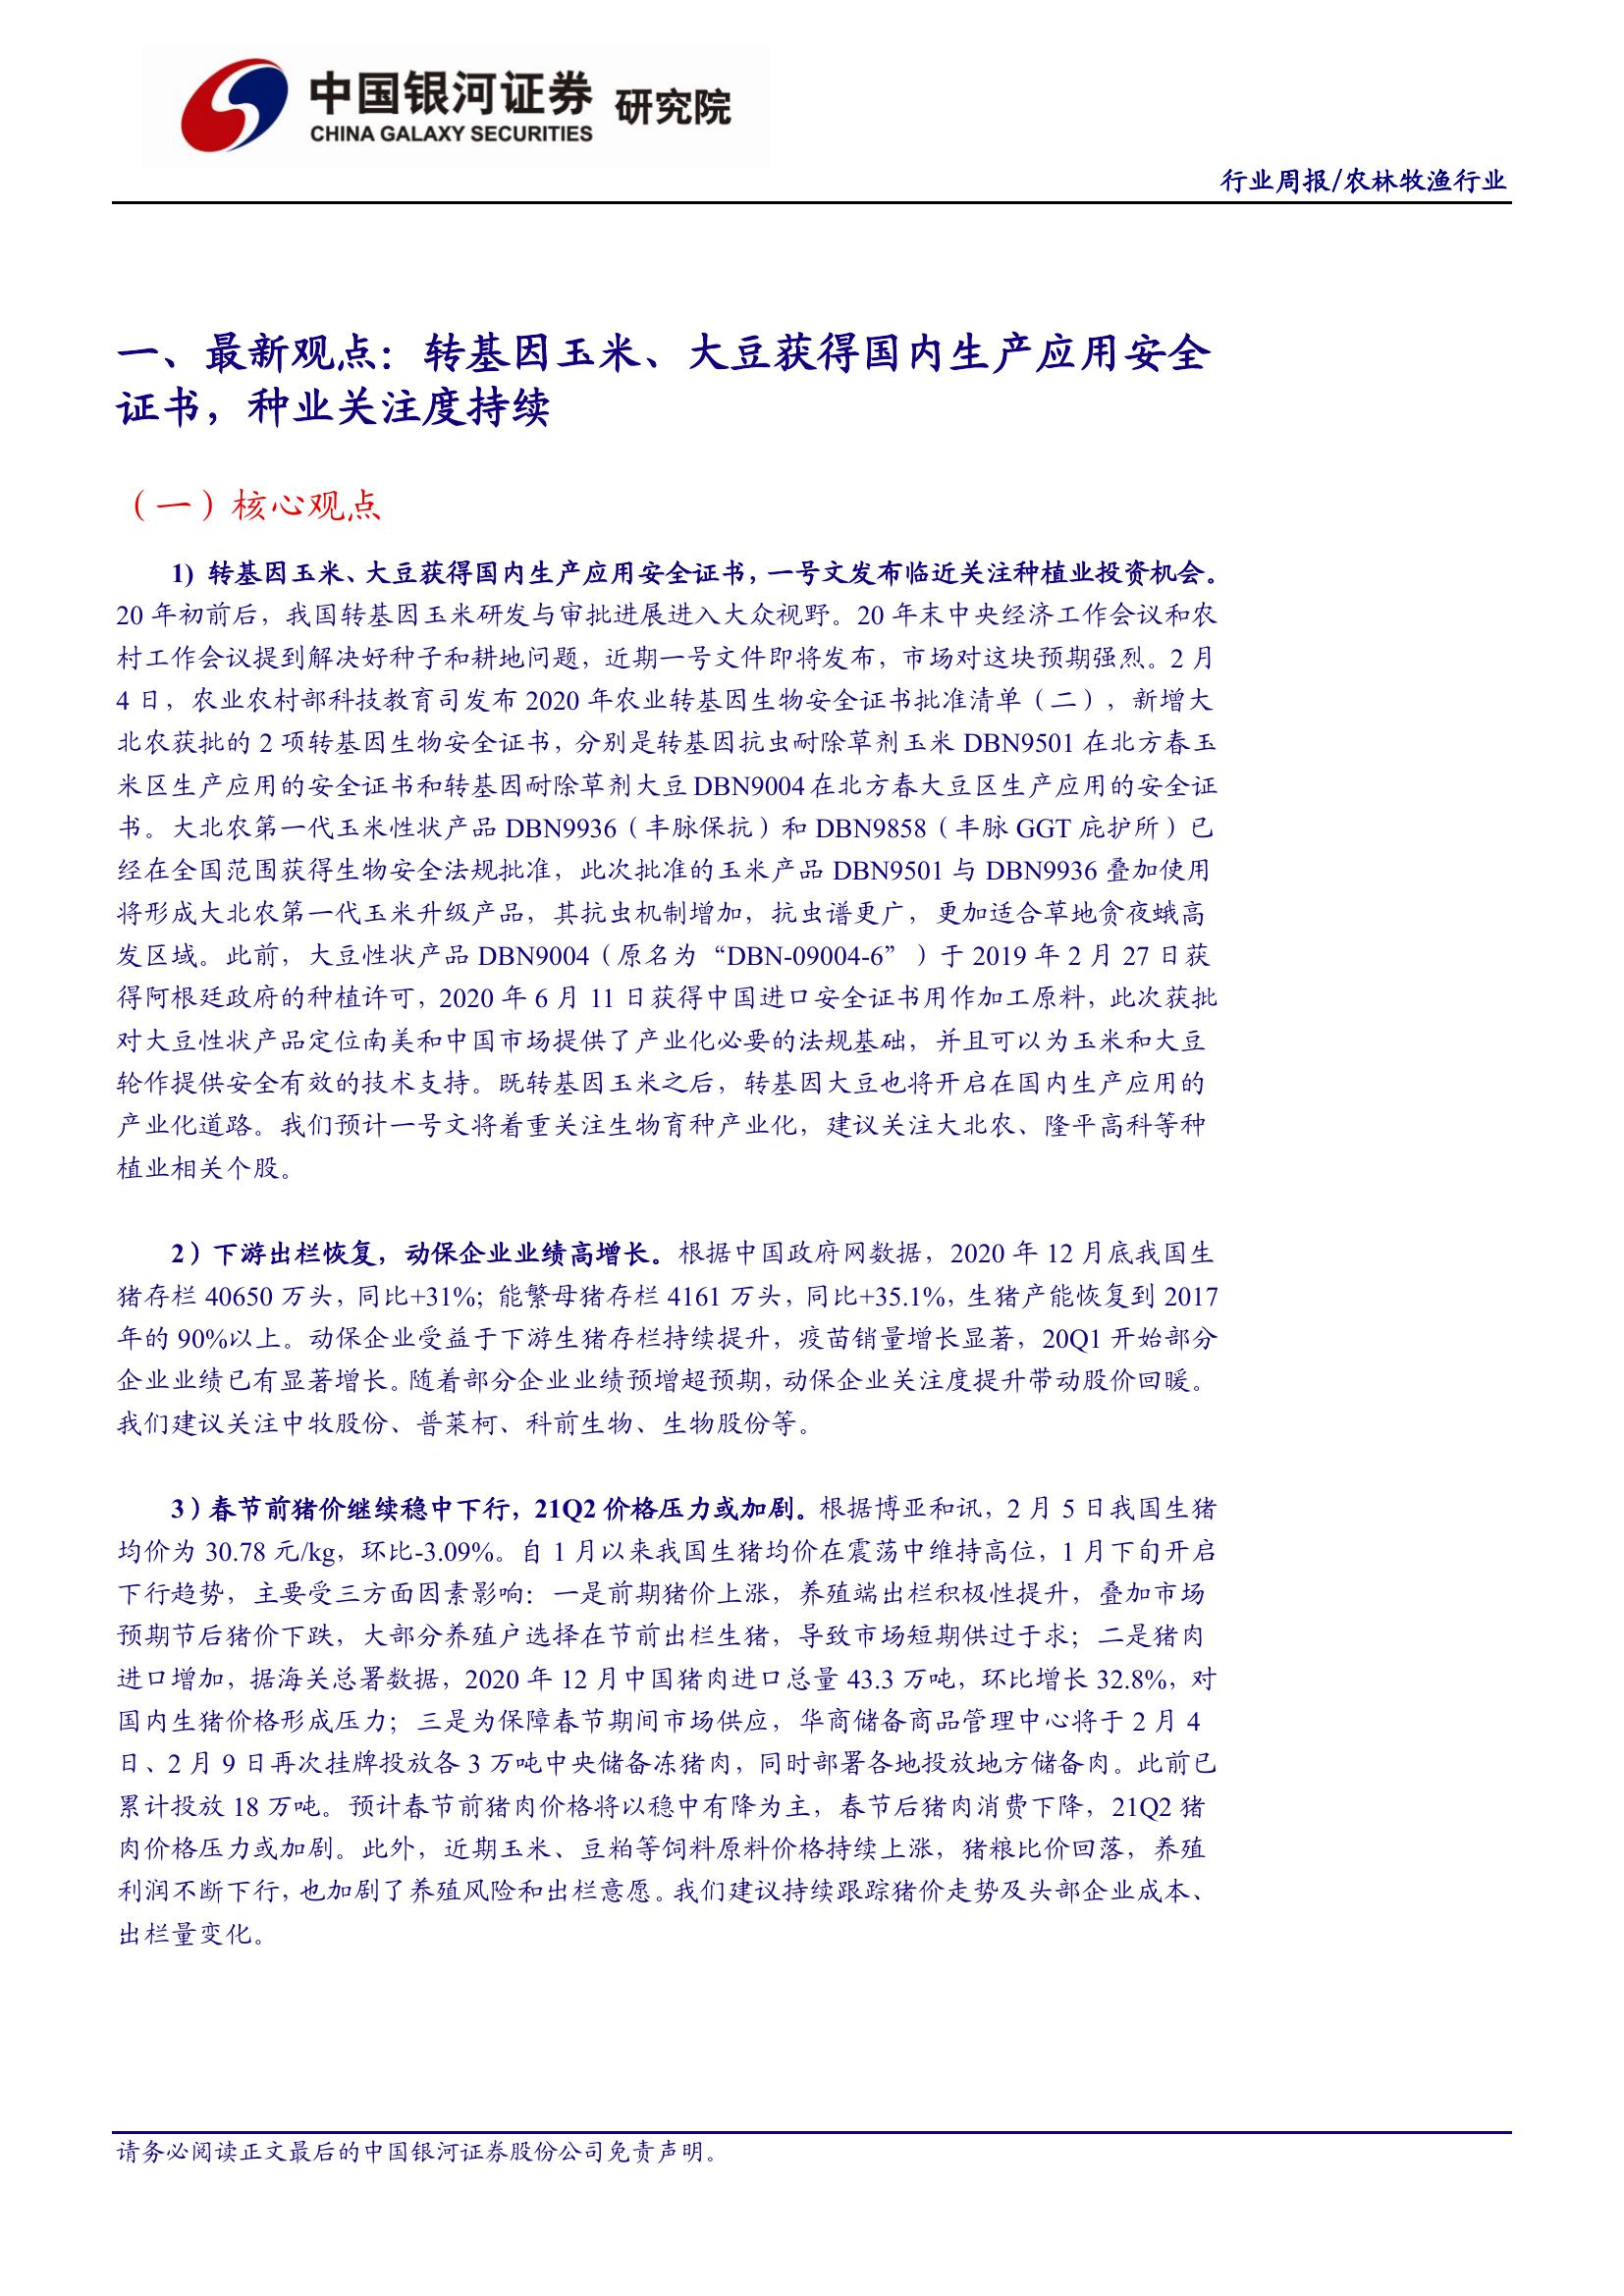 中国银河证券 研究院
CHINA GALAXY SECURITIES
行业周报/农林牧渔行业
一、最新观点：转基因玉米、大豆获得国内生产应用安全
证书，种业关注度持续
（一）核心观点
1) 转基因玉米、大豆获得国内生产应用安全证书，一号文发布临近关注种植业投资机会。
20 年初前后，我国转基因玉米研发与审批进展进入大众视野。20 年末中央经济工作会议和农
村工作会议提到解决好种子和耕地问题，近期一号文件即将发布，市场对这块预期强烈。2 月
4 日，农业农村部科技教育司发布 2020 年农业转基因生物安全证书批准清单（二），新增大
北农获批的 2 项转基因生物安全证书，分别是转基因抗虫耐除草剂玉米 DBN9501 在北方春玉
米区生产应用的安全证书和转基因耐除草剂大豆 DBN9004 在北方春大豆区生产应用的安全证
书。大北农第一代玉米性状产品 DBN9936（丰脉保抗）和 DBN9858（丰脉 GGT 庇护所）已
经在全国范围获得生物安全法规批准，此次批准的玉米产品 DBN9501 与 DBN9936 叠加使用
将形成大北农第一代玉米升级产品，其抗虫机制增加，抗虫谱更广，更加适合草地贪夜蛾高
发区域。此前，大豆性状产品 DBN9004（原名为“DBN-09004-6”）于 2019 年 2 月 27 日获
得阿根廷政府的种植许可，2020 年 6 月 11 日获得中国进口安全证书用作加工原料，此次获批
对大豆性状产品定位南美和中国市场提供了产业化必要的法规基础，并且可以为玉米和大豆
轮作提供安全有效的技术支持。既转基因玉米之后，转基因大豆也将开启在国内生产应用的
产业化道路。我们预计一号文将着重关注生物育种产业化，建议关注大北农、隆平高科等种
植业相关个股。
2）下游出栏恢复，动保企业业绩高增长。根据中国政府网数据，2020 年 12 月底我国生
猪存栏 40650 万头，同比+31%；能繁母猪存栏 4161 万头，同比+35.1%，生猪产能恢复到 2017
年的 90%以上。动保企业受益于下游生猪存栏持续提升，疫苗销量增长显著，20Q1 开始部分
企业业绩已有显著增长。随着部分企业业绩预增超预期，动保企业关注度提升带动股价回暖。
我们建议关注中牧股份、普莱柯、科前生物、生物股份等。
3）春节前猪价继续稳中下行，21Q2 价格压力或加剧。根据博亚和讯，2 月 5 日我国生猪
均价为 30.78 元/kg，环比-3.09%。自 1 月以来我国生猪均价在震荡中维持高位，1 月下旬开启
下行趋势，主要受三方面因素影响：一是前期猪价上涨，养殖端出栏积极性提升，叠加市场
预期节后猪价下跌，大部分养殖户选择在节前出栏生猪，导致市场短期供过于求；二是猪肉
进口增加，据海关总署数据，2020 年 12 月中国猪肉进口总量 43.3 万吨，环比增长 32.8%，对
国内生猪价格形成压力；三是为保障春节期间市场供应，华商储备商品管理中心将于 2 月 4
日、2 月 9 日再次挂牌投放各 3 万吨中央储备冻猪肉，同时部署各地投放地方储备肉。此前已
累计投放 18 万吨。预计春节前猪肉价格将以稳中有降为主，春节后猪肉消费下降，21Q2 猪
肉价格压力或加剧。此外，近期玉米、豆粕等饲料原料价格持续上涨，猪粮比价回落，养殖
利润不断下行，也加剧了养殖风险和出栏意愿。我们建议持续跟踪猪价走势及头部企业成本、
出栏量变化。
请务必阅读正文最后的中国银河证券股份公司免责声明。